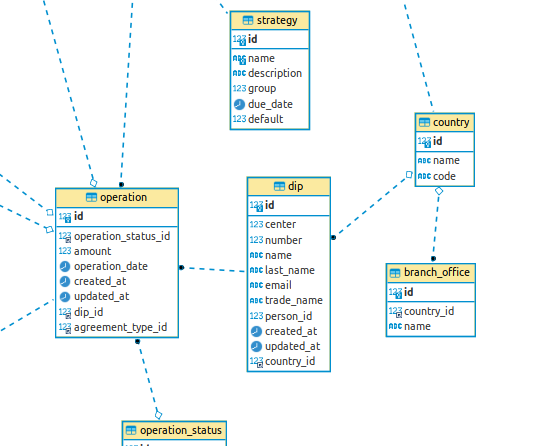 strategy
123 id
ABC name
ABC description
123 group
due_date
123 default
country
123 id
ABC name
ABC code
operation
123 id
123 operation_status_id
123 amount
operation_date
created_at
updated_at
123 dip_id
123 agreement_type_id
dip
123 id
123 center
123 number
ABC name
ABC last_name
ABC email
ABC trade_name
123 person_id
created_at
updated_at
123 country_id
branch_office
123 id
123 country_id
ABC name
operation_status